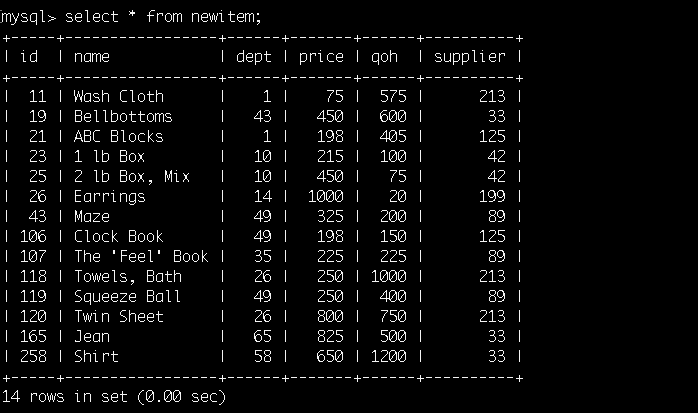 mysql> select * from newitem;
+-----+-----------------+------+-------+------+----------+
| id  | name            | dept | price | qoh  | supplier |
+-----+-----------------+------+-------+------+----------+
|  11 | Wash Cloth      |    1 |    75 |  575 |      213 |
|  19 | Bellbottoms     |   43 |   450 |  600 |       33 |
|  21 | ABC Blocks      |    1 |   198 |  405 |      125 |
|  23 | 1 lb Box        |   10 |   215 |  100 |       42 |
|  25 | 2 lb Box, Mix   |   10 |   450 |   75 |       42 |
|  26 | Earrings        |   14 |  1000 |   20 |      199 |
|  43 | Maze            |   49 |   325 |  200 |       89 |
| 106 | Clock Book      |   49 |   198 |  150 |      125 |
| 107 | The 'Feel' Book |   35 |   225 |  225 |       89 |
| 118 | Towels, Bath    |   26 |   250 | 1000 |      213 |
| 119 | Squeeze Ball    |   49 |   250 |  400 |       89 |
| 120 | Twin Sheet      |   26 |   800 |  750 |      213 |
| 165 | Jean            |   65 |   825 |  500 |       33 |
| 258 | Shirt           |   58 |   650 | 1200 |       33 |
+-----+-----------------+------+-------+------+----------+
14 rows in set (0.00 sec)